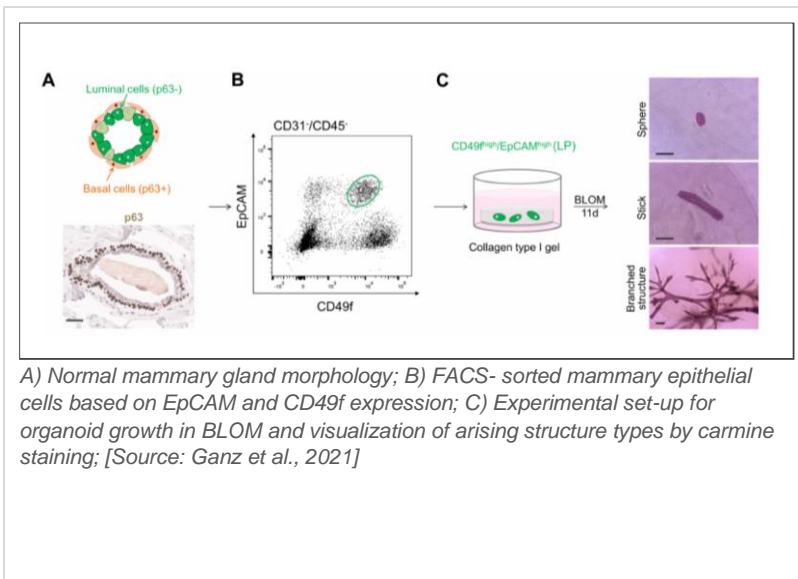 A
B
C
Luminal cells (p63-)
Basal cells (p63+)
p63
CD31-/CD45-
EpCAM
CD49f
CD49fhigh/EpCAMhigh (LP)
Collagen type I gel
BLOM
11d
Sphere
Stick
Branched
structure
A) Normal mammary gland morphology; B) FACS- sorted mammary epithelial
cells based on EpCAM and CD49f expression; C) Experimental set-up for
organoid growth in BLOM and visualization of arising structure types by carmine
staining; [Source: Ganz et al., 2021]